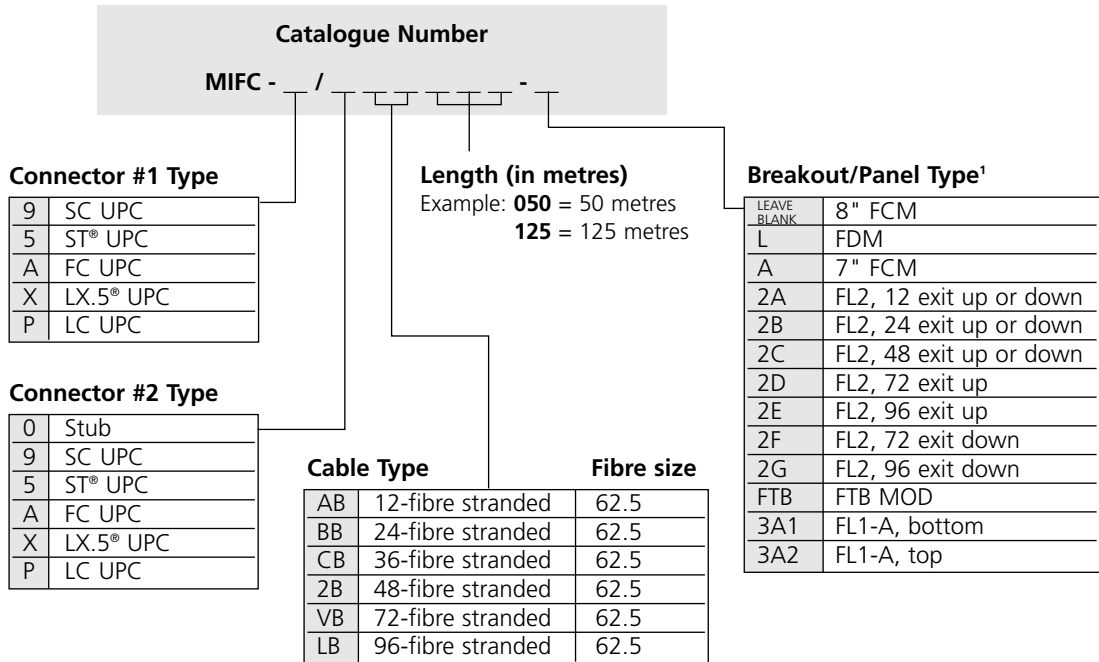 Catalogue Number
MIFC - __ / __ __ __ __ __ __ - __
Connector #1 Type
9 SC UPC
5 ST® UPC
A FC UPC
X LX.5® UPC
P LC UPC
Connector #2 Type
0 Stub
9 SC UPC
5 ST® UPC
A FC UPC
X LX.5® UPC
P LC UPC
Cable Type Fibre size
AB 12-fibre stranded 62.5
BB 24-fibre stranded 62.5
CB 36-fibre stranded 62.5
2B 48-fibre stranded 62.5
VB 72-fibre stranded 62.5
LB 96-fibre stranded 62.5
Length (in metres)
Example: 050 = 50 metres
125 = 125 metres
Breakout/Panel Type¹
LEAVE BLANK 8" FCM
L FDM
A 7" FCM
2A FL2, 12 exit up or down
2B FL2, 24 exit up or down
2C FL2, 48 exit up or down
2D FL2, 72 exit up
2E FL2, 96 exit up
2F FL2, 72 exit down
2G FL2, 96 exit down
FTB FTB MOD
3A1 FL1-A, bottom
3A2 FL1-A, top